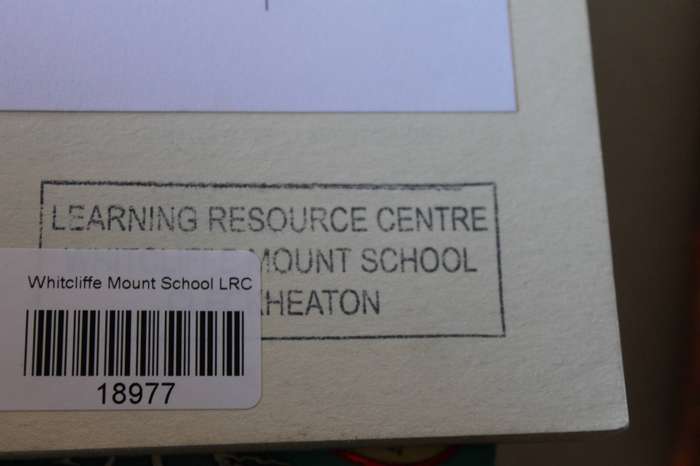 LEARNING RESOURCE CENTRE
MOUNT SCHOOL
Whitcliffe Mount School LRC
18977